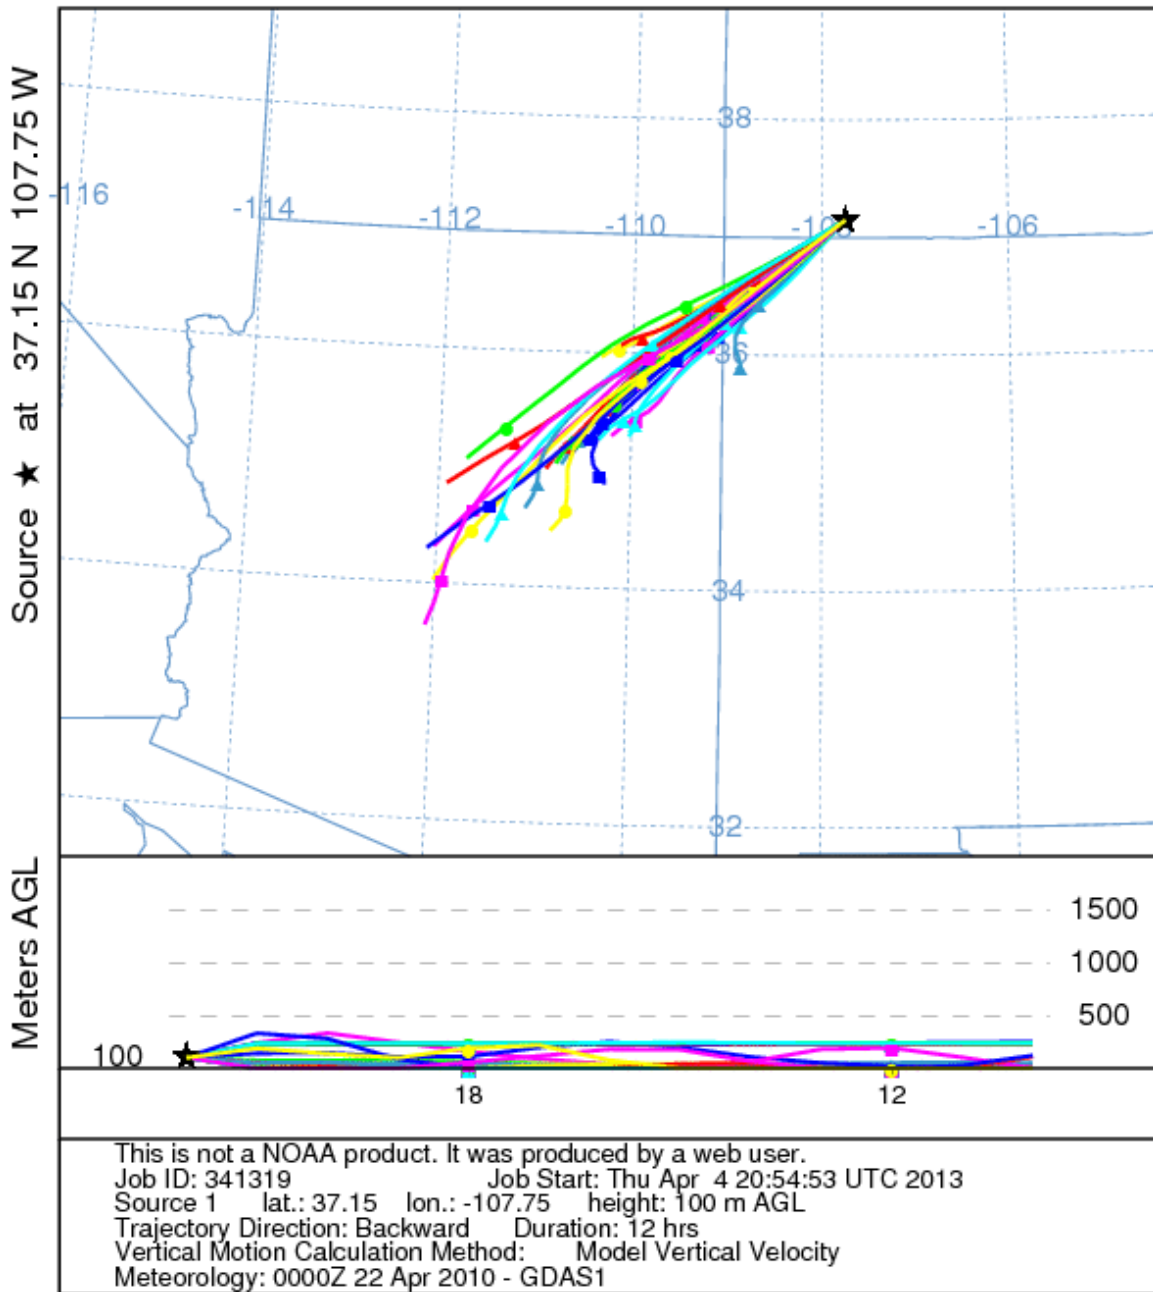 Source ★ at 37.15 N 107.75 W
38
-116
-114
-112
-110
-108
-106
36
34
32
Meters AGL
1500
1000
500
100
18
12
This is not a NOAA product. It was produced by a web user.
Job ID: 341319 Job Start: Thu Apr 4 20:54:53 UTC 2013
Source 1 lat.: 37.15 lon.: -107.75 height: 100 m AGL
Trajectory Direction: Backward Duration: 12 hrs
Vertical Motion Calculation Method: Model Vertical Velocity
Meteorology: 0000Z 22 Apr 2010 - GDAS1